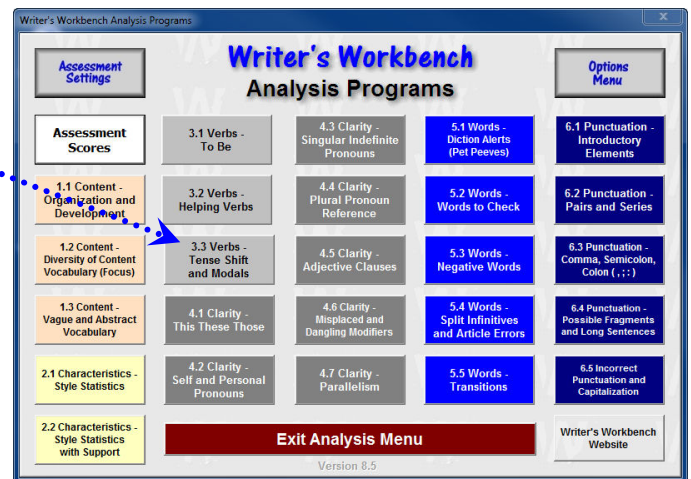 Writer's Workbench Analysis Programs
X
Assessment
Settings
Writer's Workbench
Analysis Programs
Options
Menu
Assessment
Scores
1.1 Content -
Organization and
Development
1.2 Content -
Diversity of Content
Vocabulary (Focus)
1.3 Content -
Vague and Abstract
Vocabulary
2.1 Characteristics -
Style Statistics
2.2 Characteristics -
Style Statistics
with Support
3.1 Verbs -
To Be
3.2 Verbs -
Helping Verbs
3.3 Verbs -
Tense Shift
and Modals
4.1 Clarity -
This These Those
4.2 Clarity -
Self and Personal
Pronouns
4.3 Clarity -
Singular Indefinite
Pronouns
4.4 Clarity -
Plural Pronoun
Reference
4.5 Clarity -
Adjective Clauses
4.6 Clarity -
Misplaced and
Dangling Modifiers
4.7 Clarity -
Parallelism
5.1 Words -
Diction Alerts
(Pet Peeves)
5.2 Words -
Words to Check
5.3 Words -
Negative Words
5.4 Words -
Split Infinitives
and Article Errors
5.5 Words -
Transitions
6.1 Punctuation -
Introductory
Elements
6.2 Punctuation -
Pairs and Series
6.3 Punctuation -
Comma, Semicolon,
Colon ( , ; : )
6.4 Punctuation -
Possible Fragments
and Long Sentences
6.5 Incorrect
Punctuation and
Capitalization
Exit Analysis Menu
Writer's Workbench
Website
Version 8.5